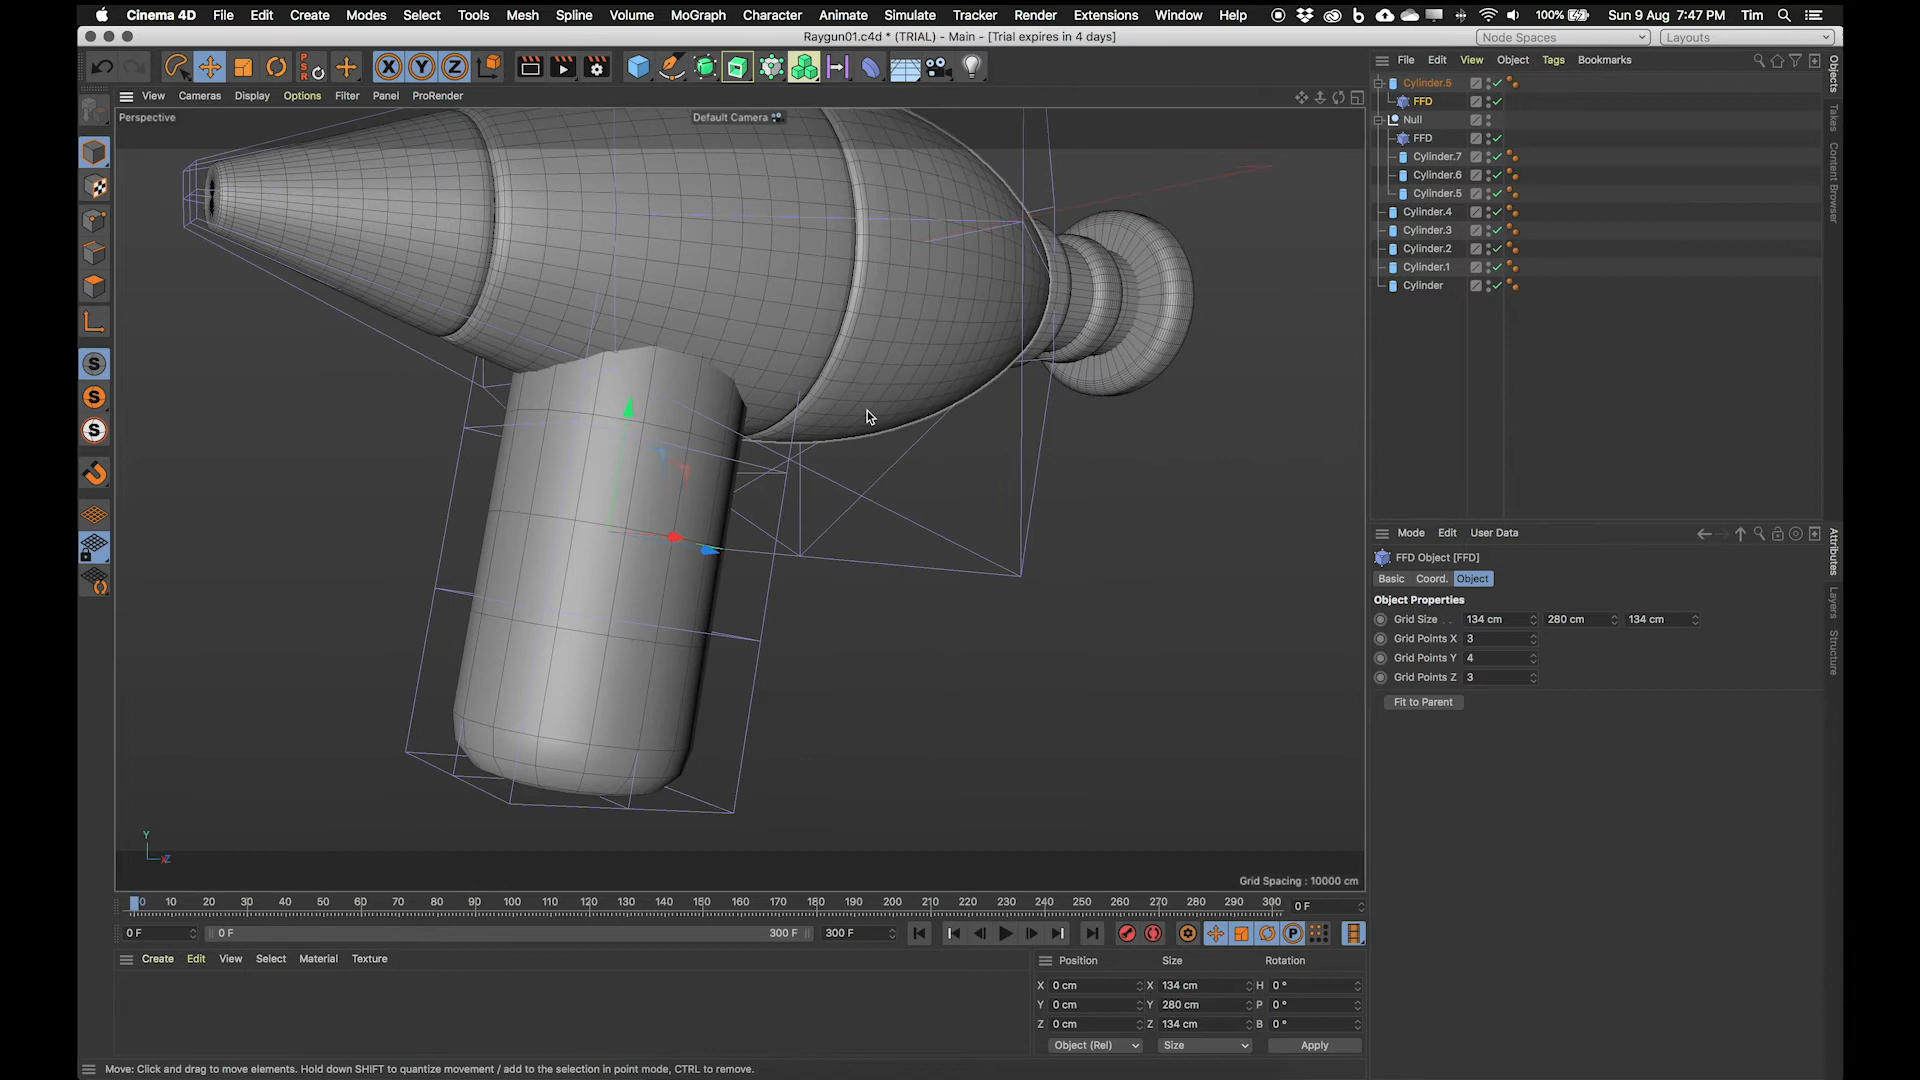 Cinema 4D File Edit Create Modes Select Tools Mesh Spline Volume MoGraph Character Animate Simulate Tracker Render Extensions Window Help 100% Sun 9 Aug 7:47 PM Tim
Raygun01.c4d * (TRIAL) - Main - [Trial expires in 4 days]
Node Spaces Layouts
X Y Z
PSR
View Cameras Display Options Filter Panel ProRender
Perspective
Default Camera
File Edit View Object Tags Bookmarks
Cylinder.5
FFD
Null
FFD
Cylinder.7
Cylinder.6
Cylinder.5
Cylinder.4
Cylinder.3
Cylinder.2
Cylinder.1
Cylinder
Objects
Takes
Content Browser
S
S
S
Mode Edit User Data
FFD Object [FFD]
Basic Coord. Object
Object Properties
Grid Size . . 134 cm 280 cm 134 cm
Grid Points X 3
Grid Points Y 4
Grid Points Z 3
Fit to Parent
Attributes
Layers
Structure
Y
Z
Grid Spacing : 10000 cm
0 10 20 30 40 50 60 70 80 90 100 110 120 130 140 150 160 170 180 190 200 210 220 230 240 250 260 270 280 290 300 0 F
0 F 0 F 300 F 300 F
P
Create Edit View Select Material Texture
Position Size Rotation
X 0 cm X 134 cm H 0 °
Y 0 cm Y 280 cm P 0 °
Z 0 cm Z 134 cm B 0 °
Object (Rel) Size Apply
Move: Click and drag to move elements. Hold down SHIFT to quantize movement / add to the selection in point mode, CTRL to remove.